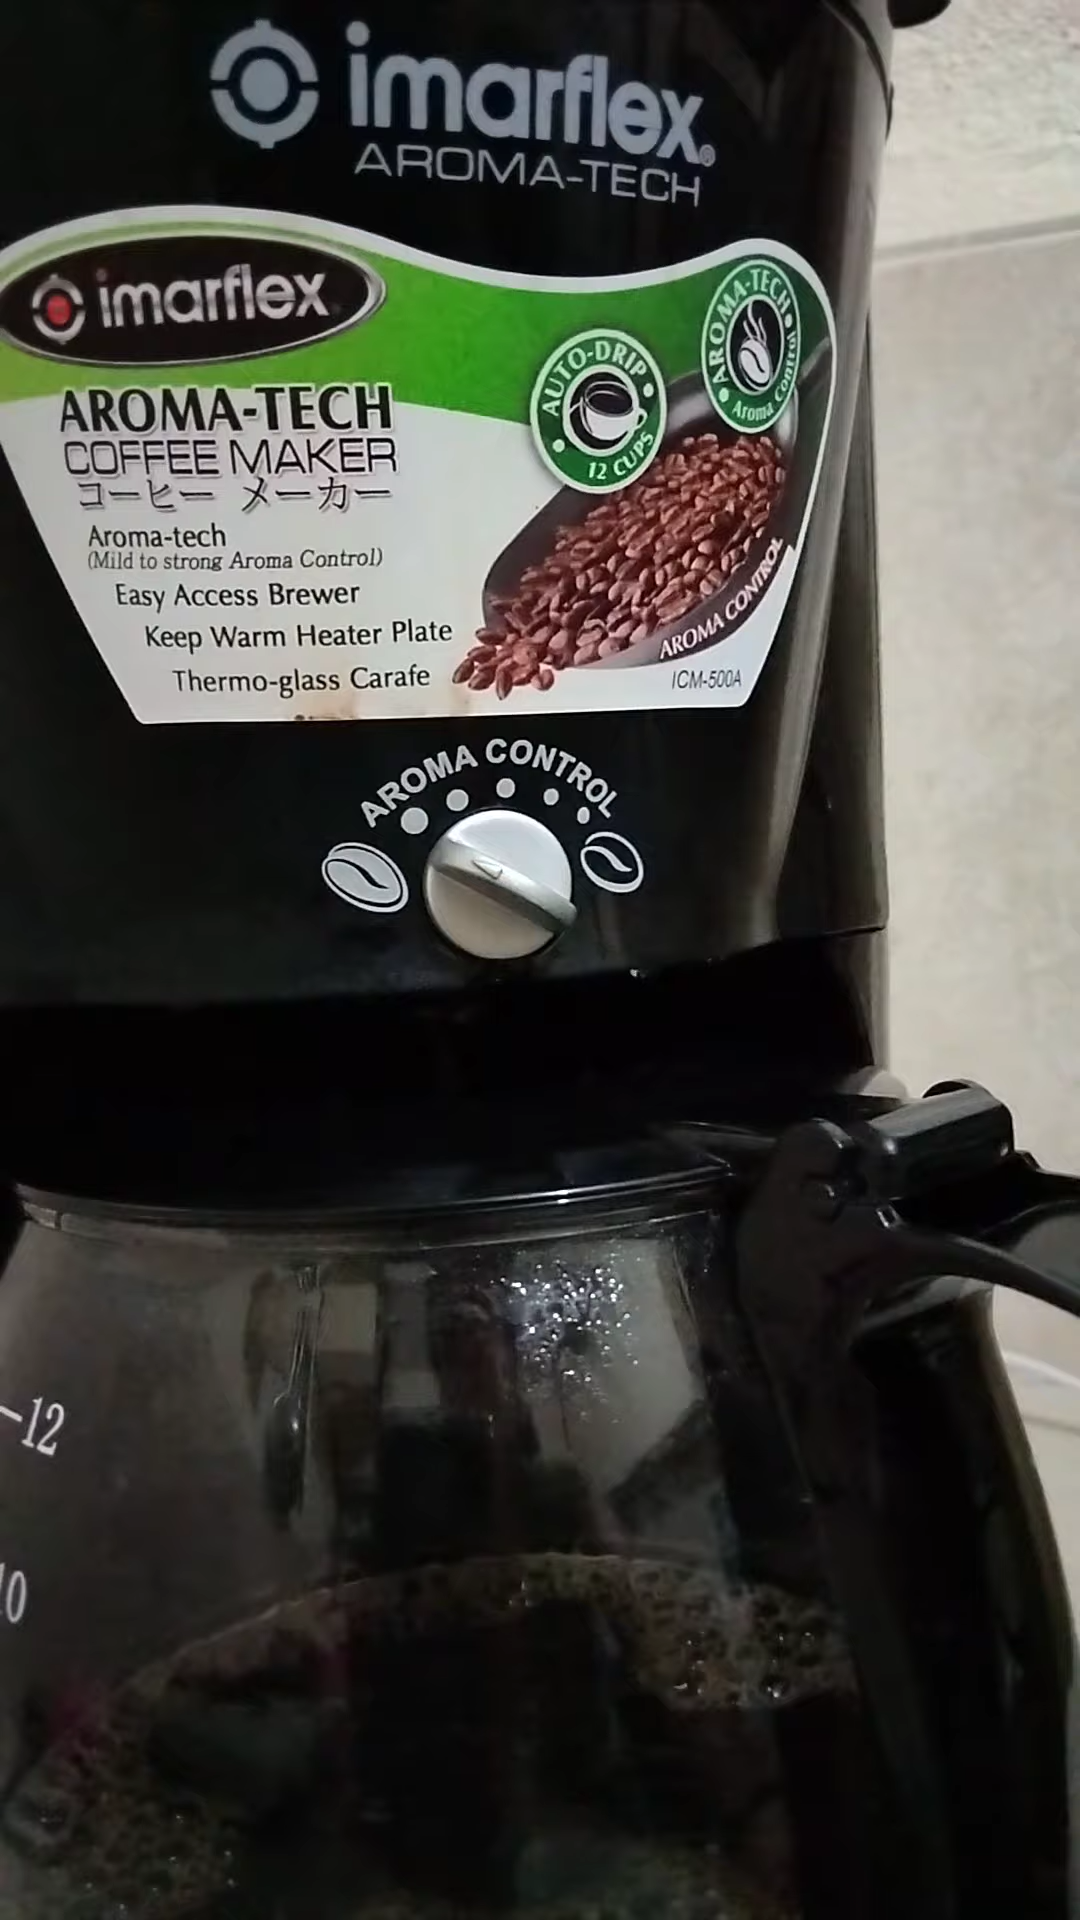 imarflex®
AROMA-TECH
imarflex
AROMA-TECH
COFFEE MAKER
コーヒー メーカー
Aroma-tech
(Mild to strong Aroma Control)
Easy Access Brewer
Keep Warm Heater Plate
Thermo-glass Carafe
AUTO-DRIP
12 CUPS
AROMA-TECH
Aroma Control
AROMA CONTROL
ICM-500A
AROMA CONTROL
-12
10